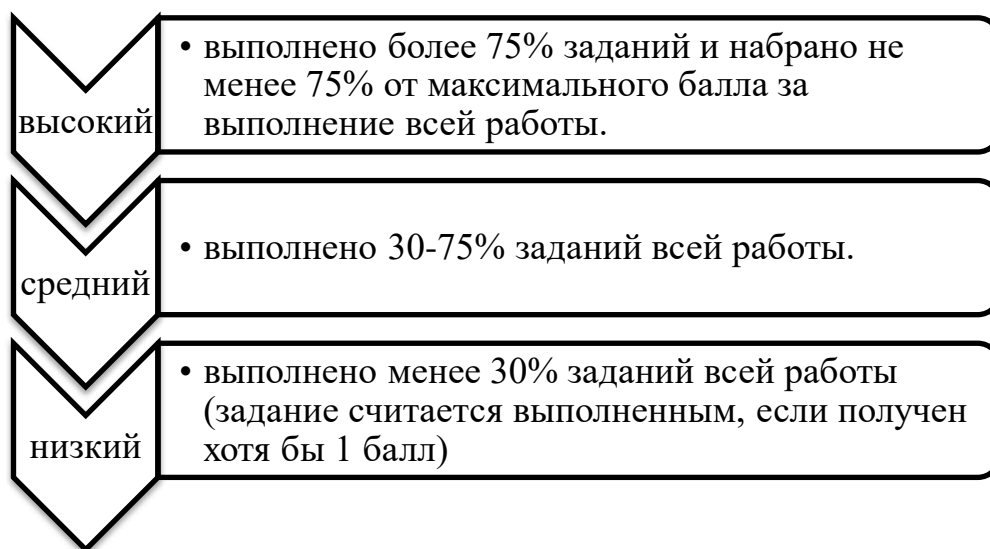 высокий
• выполнено более 75% заданий и набрано не
менее 75% от максимального балла за
выполнение всей работы.
средний
• выполнено 30-75% заданий всей работы.
низкий
• выполнено менее 30% заданий всей работы
(задание считается выполненным, если получен
хотя бы 1 балл)